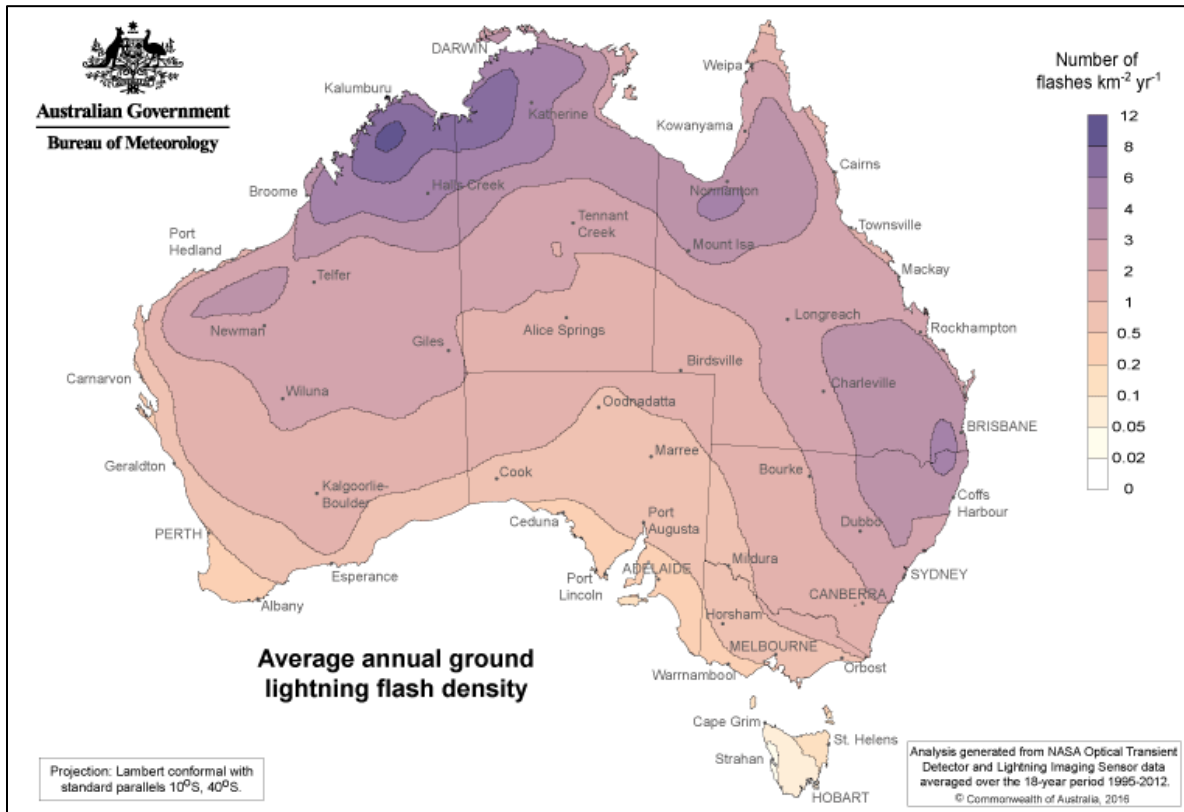 Australian Government
Bureau of Meteorology
Number of
flashes km-2 yr-1
12
8
6
4
3
2
1
0.5
0.2
0.1
0.05
0.02
0
DARWIN
Weipa
Kalumburu
Katherine
Kowanyama
Cairns
Broome
Halls Creek
Normanton
Tennant
Creek
Townsville
Port
Hedland
Mount Isa
Mackay
Telfer
Newman
Longreach
Rockhampton
Giles
Alice Springs
Birdsville
Carnarvon
Wiluna
Charleville
Oodnadatta
BRISBANE
Geraldton
Marree
Cook
Bourke
Kalgoorlie-
Boulder
Coffs
Harbour
PERTH
Ceduna
Port
Augusta
Dubbo
Esperance
Port
Lincoln
ADELAIDE
Mildura
SYDNEY
Albany
CANBERRA
Horsham
MELBOURNE
Warrnambool
Orbost
Average annual ground
lightning flash density
Cape Grim
Strahan
St. Helens
HOBART
Projection: Lambert conformal with
standard parallels 10°S, 40°S.
Analysis generated from NASA Optical Transient
Detector and Lightning Imaging Sensor data
averaged over the 18-year period 1995-2012.
© Commonwealth of Australia, 2016